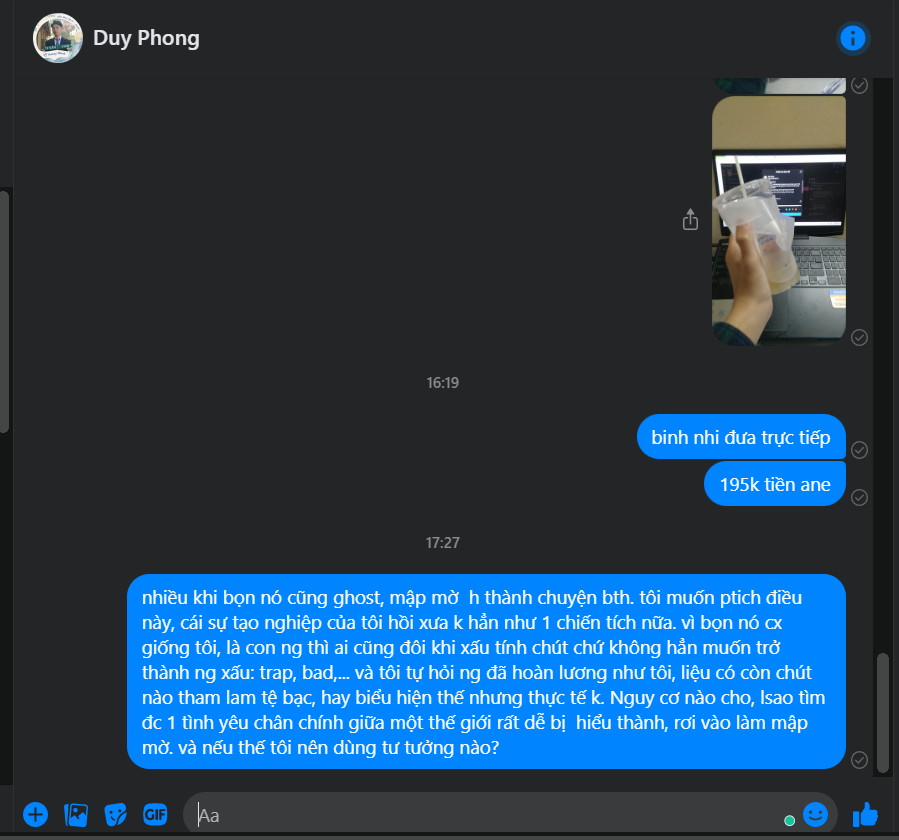 Duy Phong
16:19
binh nhi đưa trực tiếp
195k tiền ane
17:27
nhiều khi bọn nó cũng ghost, mập mờ h thành chuyện bth. tôi muốn ptich điều
này, cái sự tạo nghiệp của tôi hồi xưa k hẳn như 1 chiến tích nữa. vì bọn nó cx
giống tôi, là con ng thì ai cũng đôi khi xấu tính chút chứ không hẳn muốn trở
thành ng xấu: trap, bad,... và tôi tự hỏi ng đã hoàn lương như tôi, liệu có còn chút
nào tham lam tệ bạc, hay biểu hiện thế nhưng thực tế k. Nguy cơ nào cho, lsao tìm
đc 1 tình yêu chân chính giữa một thế giới rất dễ bị hiểu thành, rơi vào làm mập
mờ. và nếu thế tôi nên dùng tư tưởng nào?
GIF
Aa